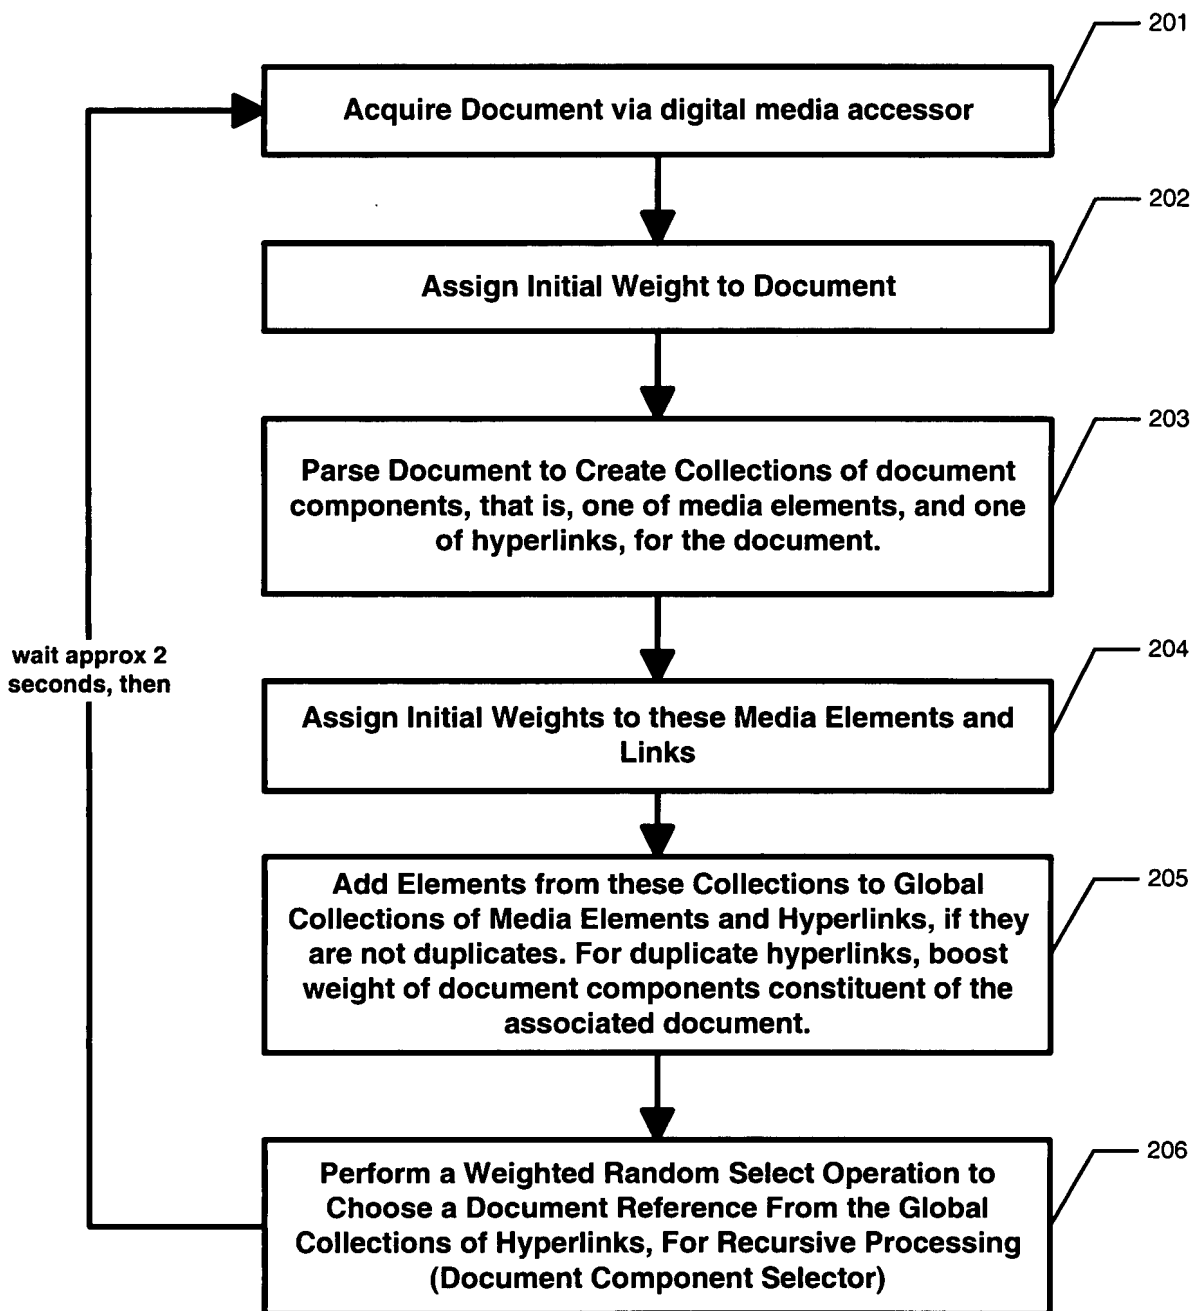 201
Acquire Document via digital media accessor
202
Assign Initial Weight to Document
203
Parse Document to Create Collections of document
components, that is, one of media elements, and one
of hyperlinks, for the document.
wait approx 2
seconds, then
204
Assign Initial Weights to these Media Elements and
Links
205
Add Elements from these Collections to Global
Collections of Media Elements and Hyperlinks, if they
are not duplicates. For duplicate hyperlinks, boost
weight of document components constituent of the
associated document.
206
Perform a Weighted Random Select Operation to
Choose a Document Reference From the Global
Collections of Hyperlinks, For Recursive Processing
(Document Component Selector)